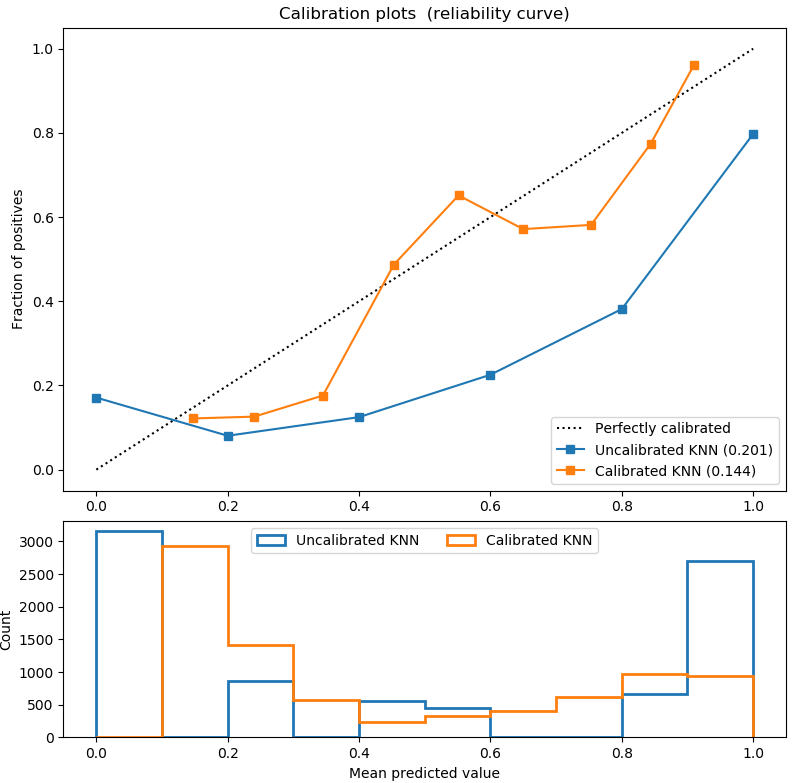 Calibration plots (reliability curve)
Fraction of positives
1.0
0.8
0.6
0.4
0.2
0.0
Perfectly calibrated
Uncalibrated KNN (0.201)
Calibrated KNN (0.144)
0.0 0.2 0.4 0.6 0.8 1.0
Uncalibrated KNN Calibrated KNN
Count
3000
2500
2000
1500
1000
500
0
0.0 0.2 0.4 0.6 0.8 1.0
Mean predicted value